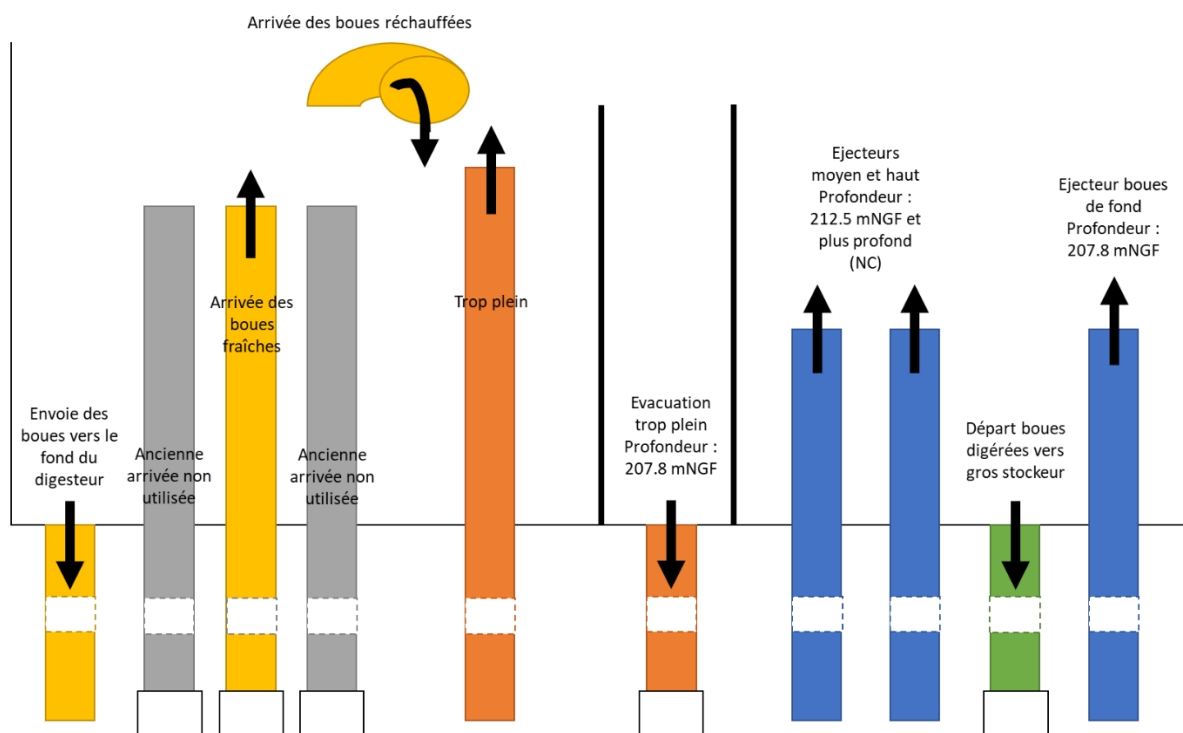 Arrivée des boues réchauffées
Ejecteurs
moyen et haut
Profondeur :
212.5 mNGF et
plus profond
(NC)
Ejecteur boues
de fond
Profondeur :
207.8 mNGF
Arrivée des
boues
fraîches
Trop plein
Envoie des
boues vers le
fond du
digesteur
Ancienne
arrivée non
utilisée
Ancienne
arrivée non
utilisée
Evacuation
trop plein
Profondeur :
207.8 mNGF
Départ boues
digérées vers
gros stockeur